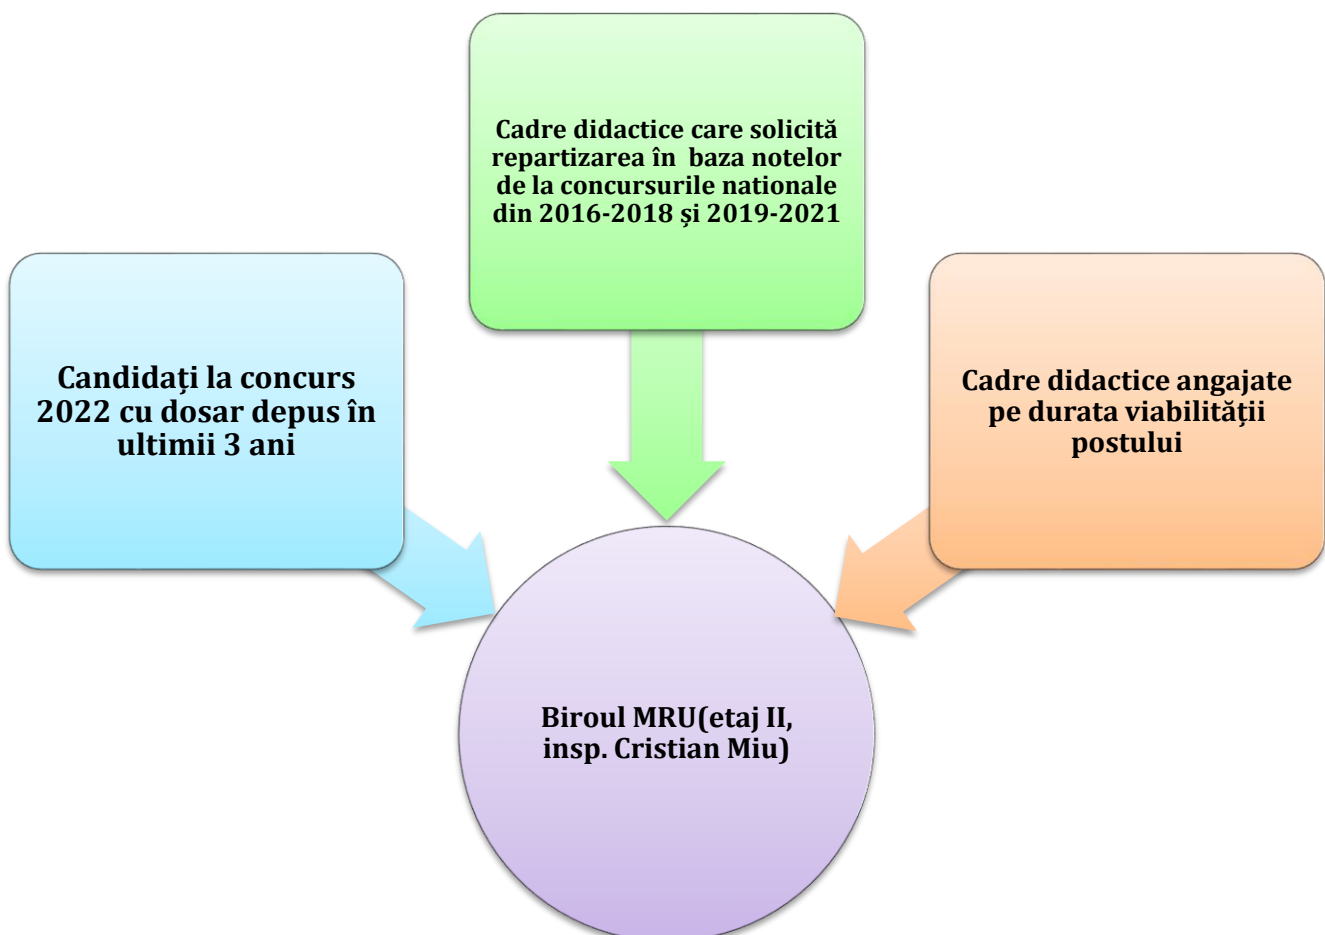 Cadre didactice care solicită
repartizarea în baza notelor
de la concursurile nationale
din 2016-2018 și 2019-2021
Candidați la concurs
2022 cu dosar depus în
ultimii 3 ani
Cadre didactice angajate
pe durata viabilității
postului
Biroul MRU(etaj II,
insp. Cristian Miu)